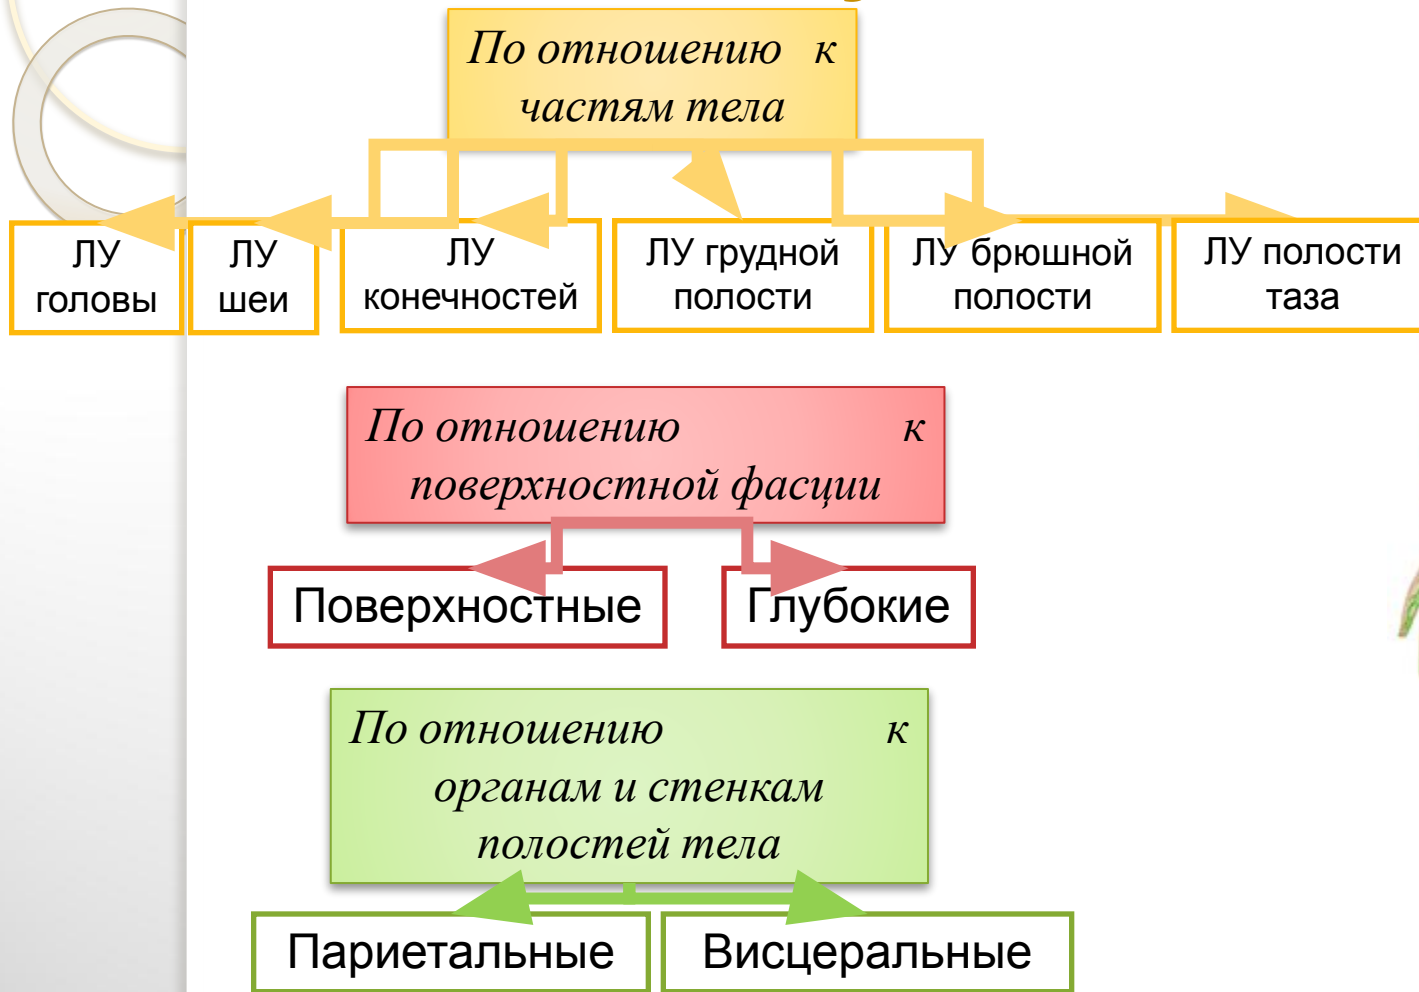 По отношению к
частям тела
ЛУ
головы
ЛУ
шеи
ЛУ
конечностей
ЛУ грудной
полости
ЛУ брюшной
полости
ЛУ полости
таза
По отношению к
поверхностной фасции
Поверхностные
Глубокие
По отношению к
органам и стенкам
полостей тела
Париетальные
Висцеральные